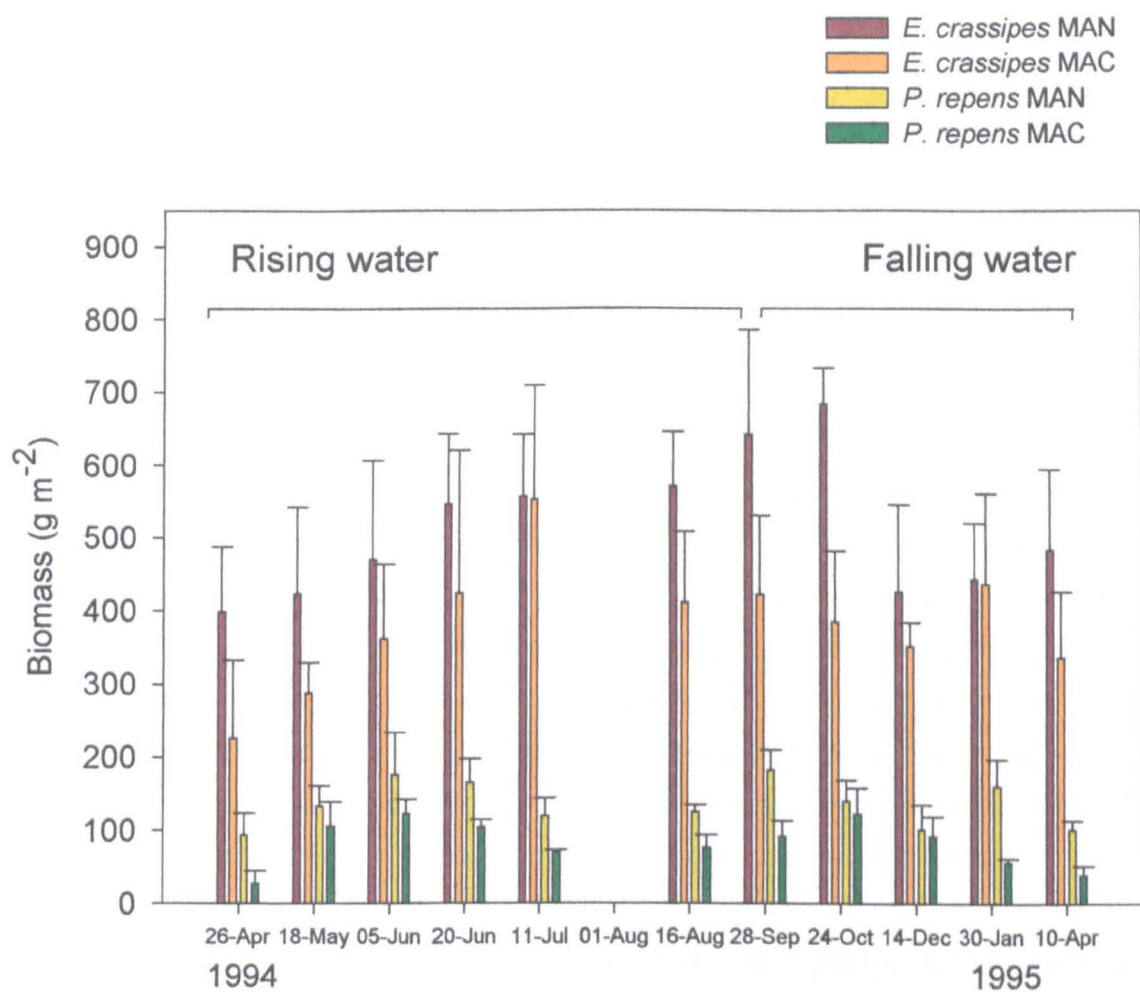 E. crassipes MAN
E. crassipes MAC
P. repens MAN
P. repens MAC
Rising water
Falling water
900
800
700
600
500
400
300
200
100
0
Biomass (g m⁻²)
26-Apr 18-May 05-Jun 20-Jun 11-Jul 01-Aug 16-Aug 28-Sep 24-Oct 14-Dec 30-Jan 10-Apr
1994 1995